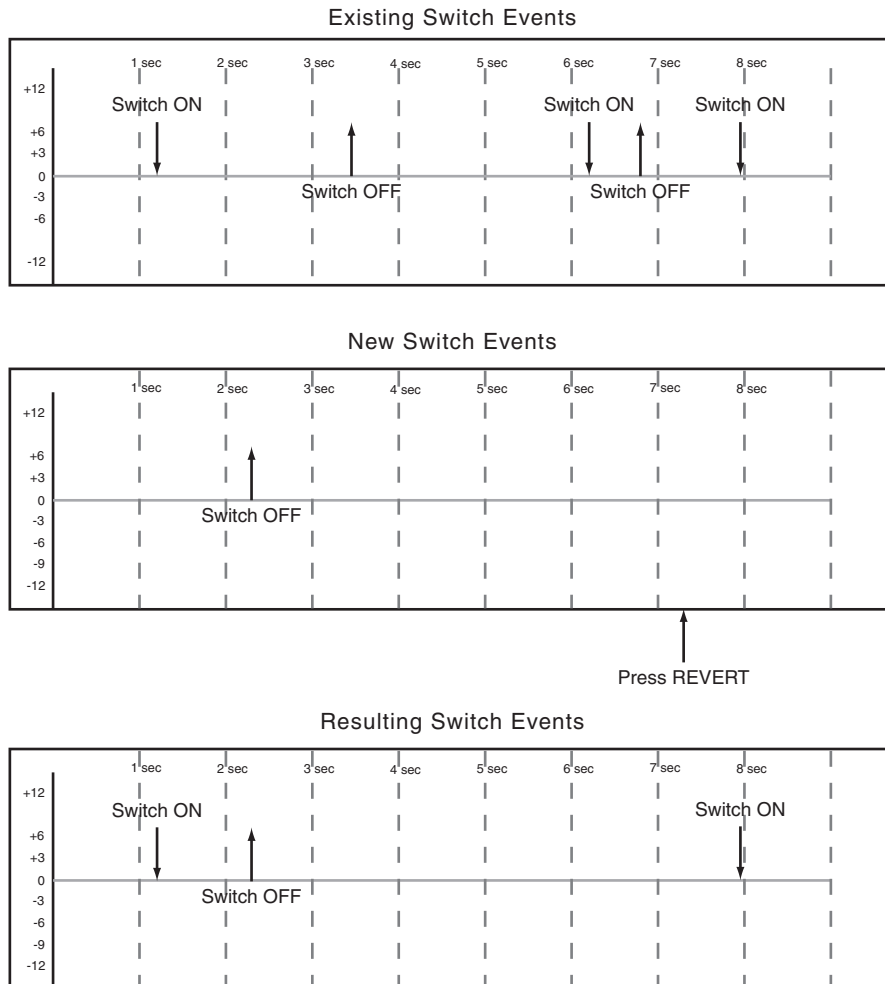 Existing Switch Events
1 sec 2 sec 3 sec 4 sec 5 sec 6 sec 7 sec 8 sec
+12
Switch ON Switch ON Switch ON
+6
+3
0
Switch OFF Switch OFF
-3
-6
-12
New Switch Events
1 sec 2 sec 3 sec 4 sec 5 sec 6 sec 7 sec 8 sec
+12
+6
+3
0
Switch OFF
-3
-6
-9
-12
Press REVERT
Resulting Switch Events
1 sec 2 sec 3 sec 4 sec 5 sec 6 sec 7 sec 8 sec
+12
Switch ON Switch ON
+6
+3
0
Switch OFF
-3
-6
-9
-12